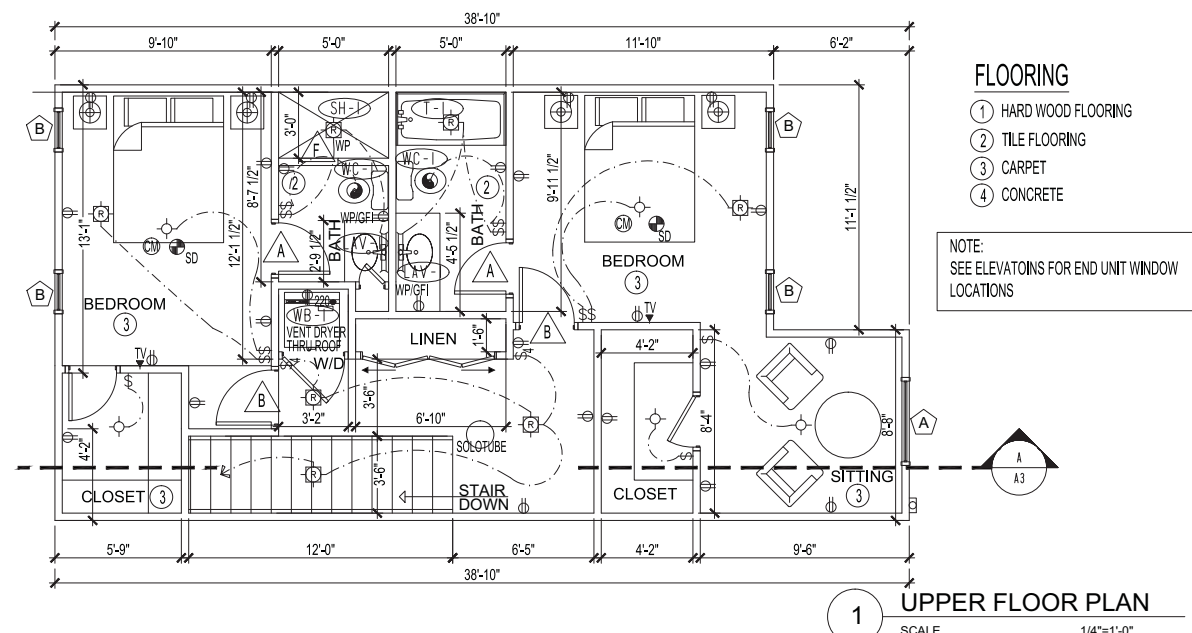 38'-10"
9'-10"
5'-0"
5'-0"
11'-10"
6'-2"
FLOORING
1 HARD WOOD FLOORING
2 TILE FLOORING
3 CARPET
4 CONCRETE
NOTE:
SEE ELEVATOINS FOR END UNIT WINDOW
LOCATIONS
B
B
B
B
A
SH-1
T-1
R
R
WP
F
3'-0"
WC-1
WC-1
2
2
8'-7 1/2"
9'-11 1/2"
11'-1 1/2"
13'-1"
12'-1 1/2"
R
R
CM
SD
CM
SD
$$
$$
WP/GFI
BATH
BATH
4'-5 1/2"
2'-9 1/2"
A
A
LAV-1
LAV-1
WP/GFI
BEDROOM
3
BEDROOM
3
220
WB-1
VENT DRYER
THRU ROOF
W/D
LINEN
1'-6"
B
B
$$
$$
$4
TV
TV
4'-2"
3'-6"
R
3'-2"
6'-10"
R
SOLOTUBE
8'-4"
8'-8"
4'-2"
R
3'-6"
STAIR
DOWN
CLOSET 3
CLOSET
SITTING
3
A
A3
5'-9"
12'-0"
6'-5"
4'-2"
9'-6"
38'-10"
1
UPPER FLOOR PLAN
SCALE 1/4"=1'-0"